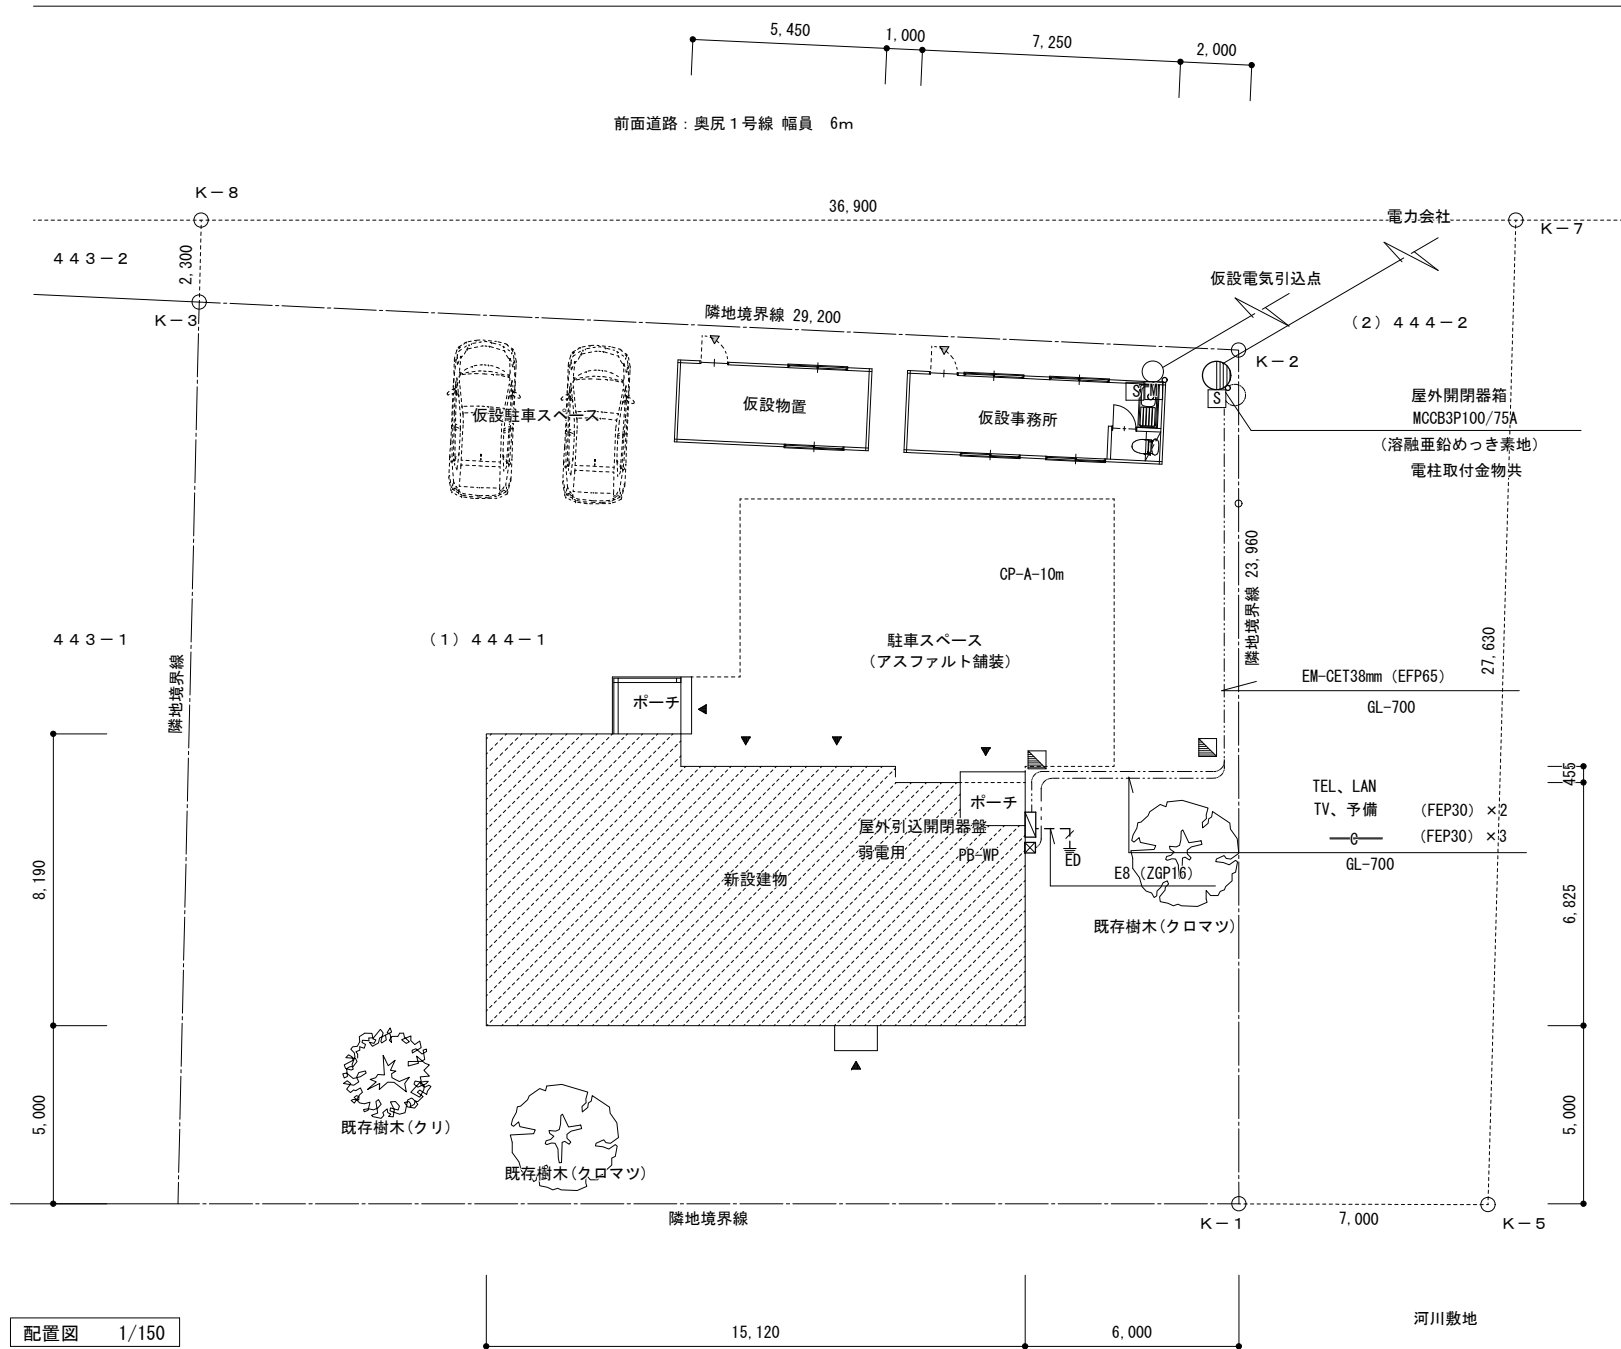 5,450
1,000
7,250
2,000
前面道路：奥尻１号線 幅員　6ｍ
Ｋ－８
36,900
電力会社
Ｋ－７
４４３－２
2,300
仮設電気引込点
Ｋ－３
隣地境界線 29,200
（２）４４４－２
Ｋ－２
仮設駐車スペース
仮設物置
仮設事務所
S
S
屋外開閉器箱
MCCB3P100/75A
（溶融亜鉛めっき素地）
電柱取付金物共
CP-A-10m
隣地境界線 23,960
４４３－１
（１）４４４－１
駐車スペース
（アスファルト舗装）
27,630
隣地境界線
EM-CET38mm（EFP65）
GL-700
ポーチ
455
TEL、LAN
TV、予備　（FEP30）×2
C　（FEP30）×3
GL-700
ポーチ
屋外引込開閉器盤
弱電用　PB-WP
ED
E8（ZGP16）
新設建物
8,190
6,825
既存樹木(クロマツ)
5,000
5,000
既存樹木(クリ)
既存樹木(クロマツ)
隣地境界線
Ｋ－１
7,000
Ｋ－５
河川敷地
配置図　1/150
15,120
6,000